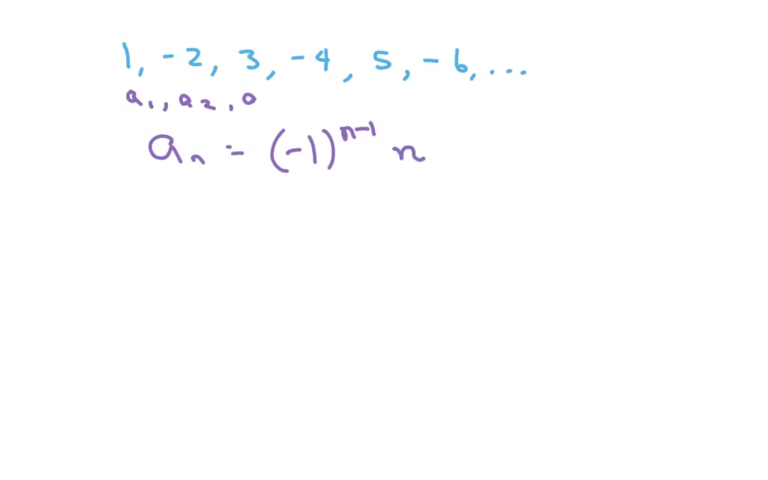 1, -2, 3, -4, 5, -6, ...
a₁, a₂, a
aₙ = (-1)ⁿ⁻¹ n